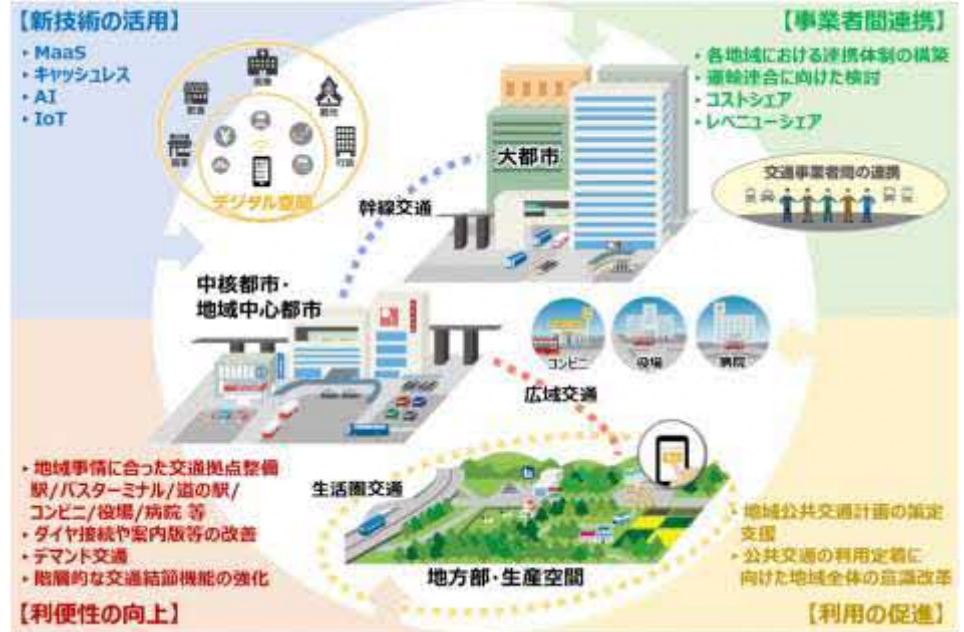 【新技術の活用】
・MaaS
・キャッシュレス
・AI
・IoT
デジタル空間
【事業者間連携】
・各地域における連携体制の構築
・運輸連合に向けた検討
・コストシェア
・レベニューシェア
交通事業者間の連携
大都市
幹線交通
中核都市・
地域中心都市
コンビニ
役場
病院
広域交通
生活圏交通
地方部・生産空間
・地域事情に合った交通拠点整備
駅/バスターミナル/道の駅/
コンビニ/役場/病院 等
・ダイヤ接続や案内版等の改善
・デマンド交通
・階層的な交通結節機能の強化
【利便性の向上】
・地域公共交通計画の策定
支援
・公共交通の利用定着に
向けた地域全体の意識改革
【利用の促進】